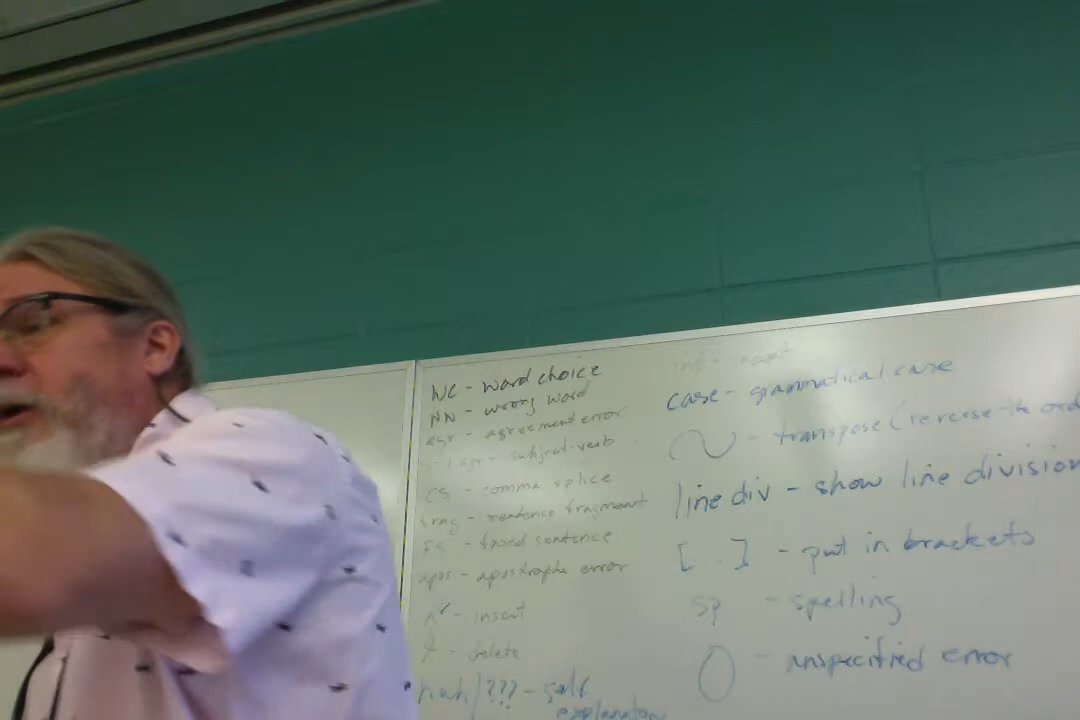 WC - word choice
WW - wrong word
agr - agreement error
agr - subject-verb
CS - comma splice
frag - sentence fragment
FS - fused sentence
apos - apostrophe error
- insert
- delete
huh/??? - self
explanatory
case - grammatical case
- transpose (reverse the ord
line div - show line division
[ . ] - put in brackets
sp - spelling
- unspecified error